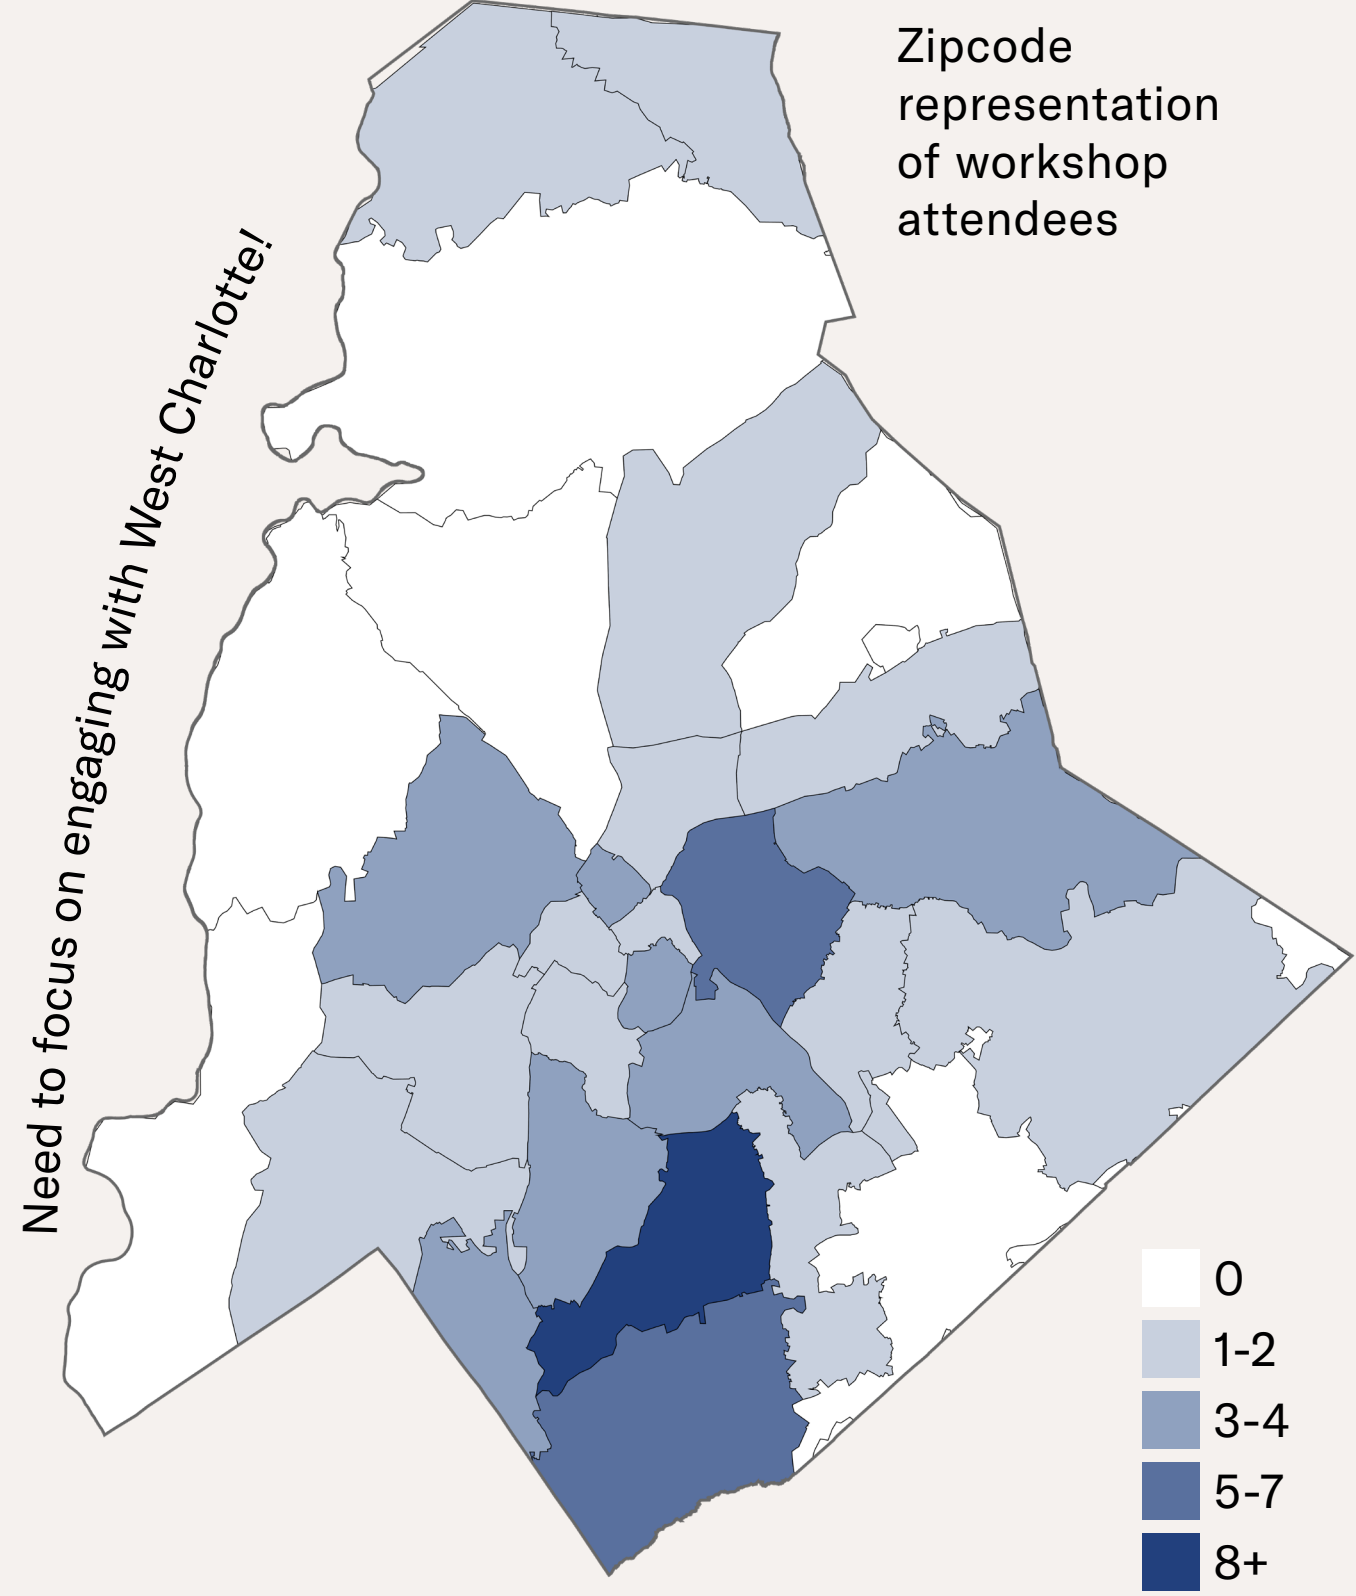 Zipcode
representation
of workshop
attendees
Need to focus on engaging with West Charlotte!
0
1-2
3-4
5-7
8+